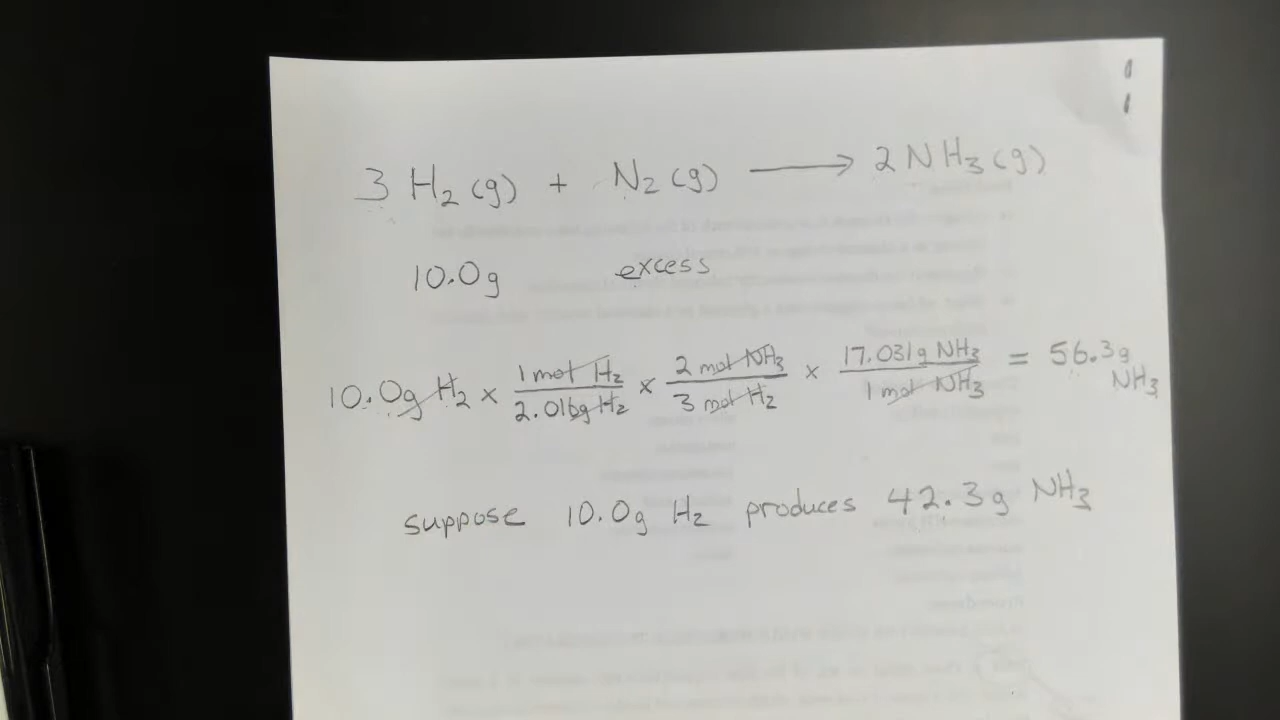 3 H₂(g) + N₂(g) ⟶ 2NH₃(g)
10.0g excess
10.0g H₂ × (1 mol H₂ / 2.016g H₂) × (2 mol NH₃ / 3 mol H₂) × (17.031g NH₃ / 1 mol NH₃) = 56.3g NH₃
suppose 10.0g H₂ produces 42.3g NH₃